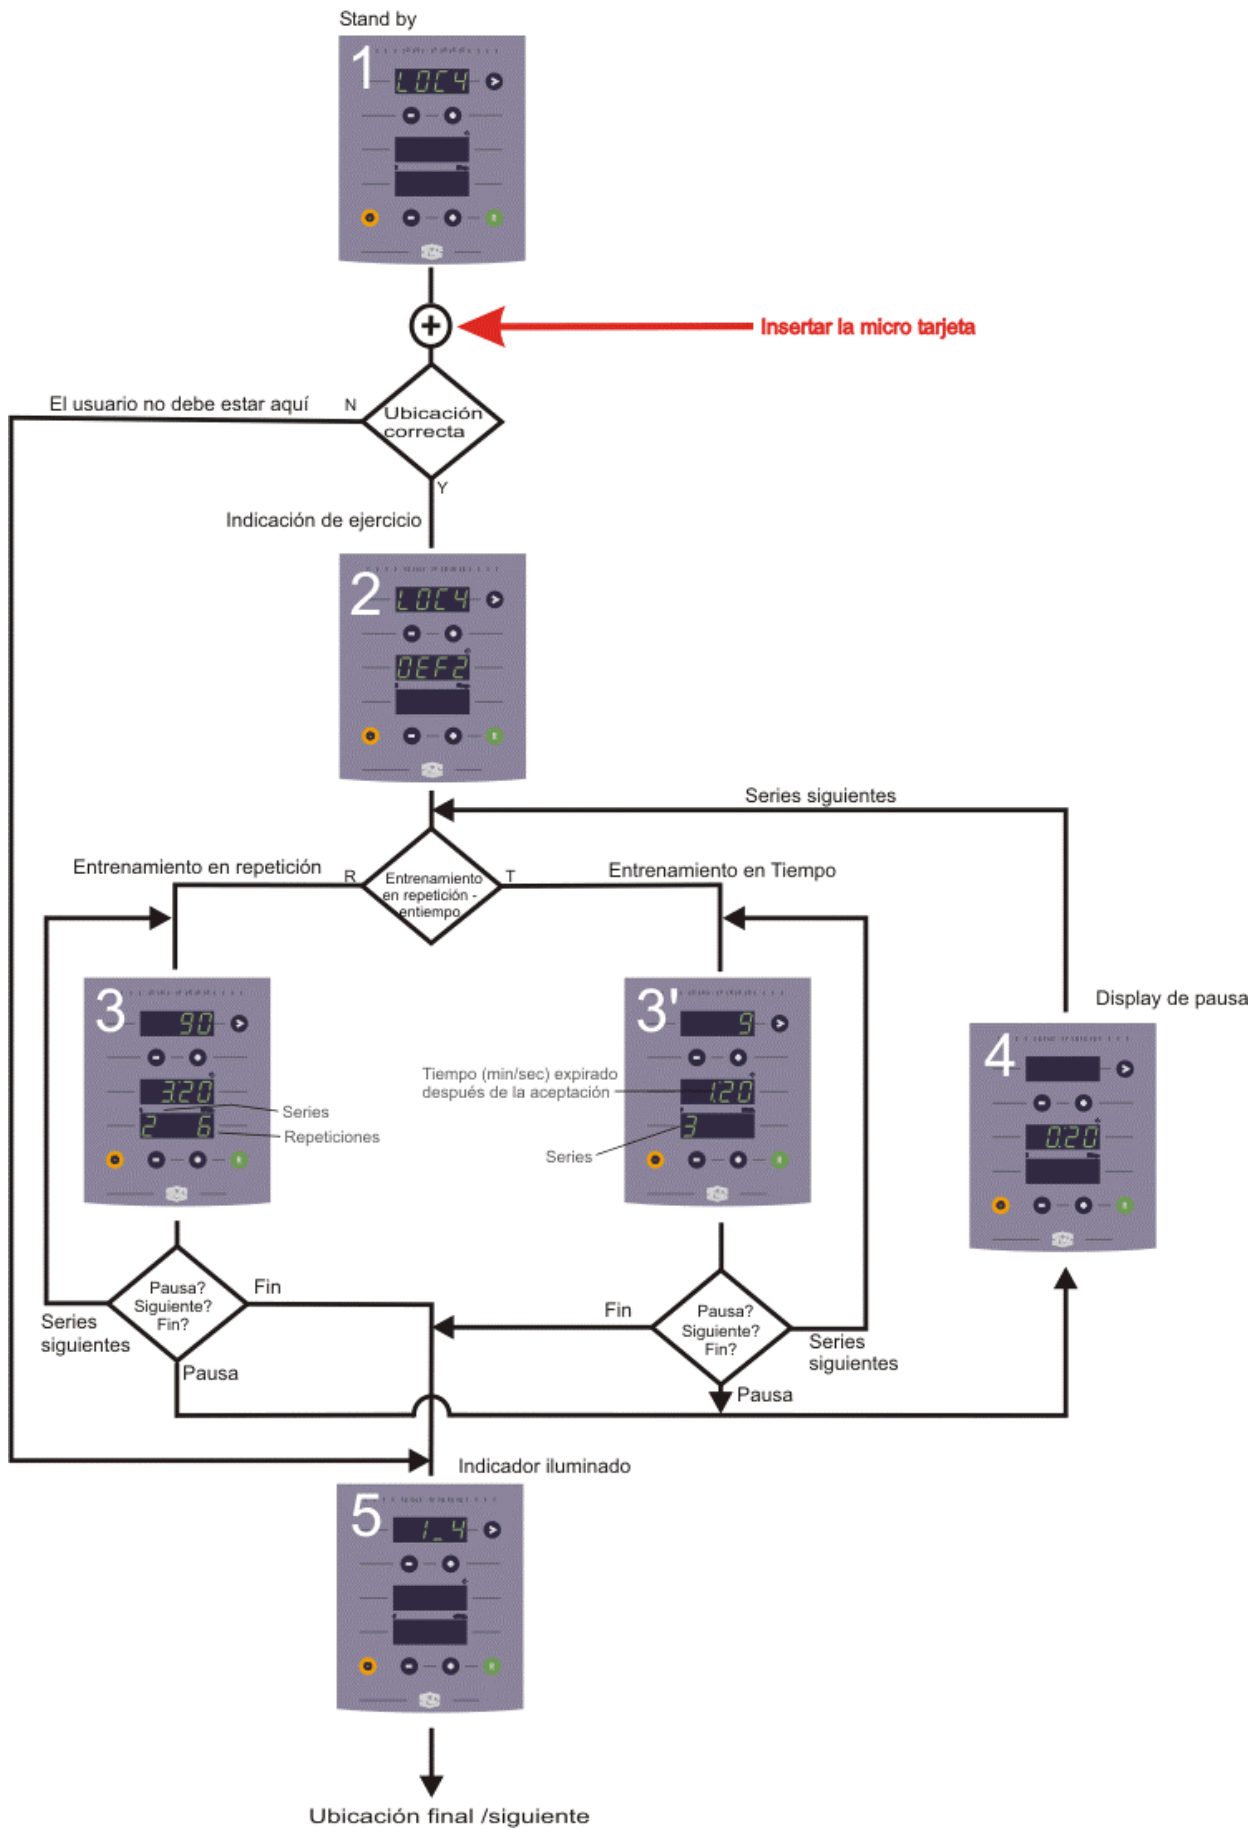 Stand by
1
LOC4
Insertar la micro tarjeta
El usuario no debe estar aquí
N
Ubicación
correcta
Y
Indicación de ejercicio
2
LOC4
DEF2
Series siguientes
Entrenamiento en repetición
R
Entrenamiento
en repetición -
entiempo
T
Entrenamiento en Tiempo
3
90
3:20
2 6
Series
Repeticiones
3'
9
1:20
3
Tiempo (min/sec) expirado
después de la aceptación
Series
Display de pausa
4
0:20
Pausa?
Siguiente?
Fin?
Fin
Series
siguientes
Pausa
Fin
Pausa?
Siguiente?
Fin?
Series
siguientes
Pausa
Indicador iluminado
5
1_4
Ubicación final /siguiente